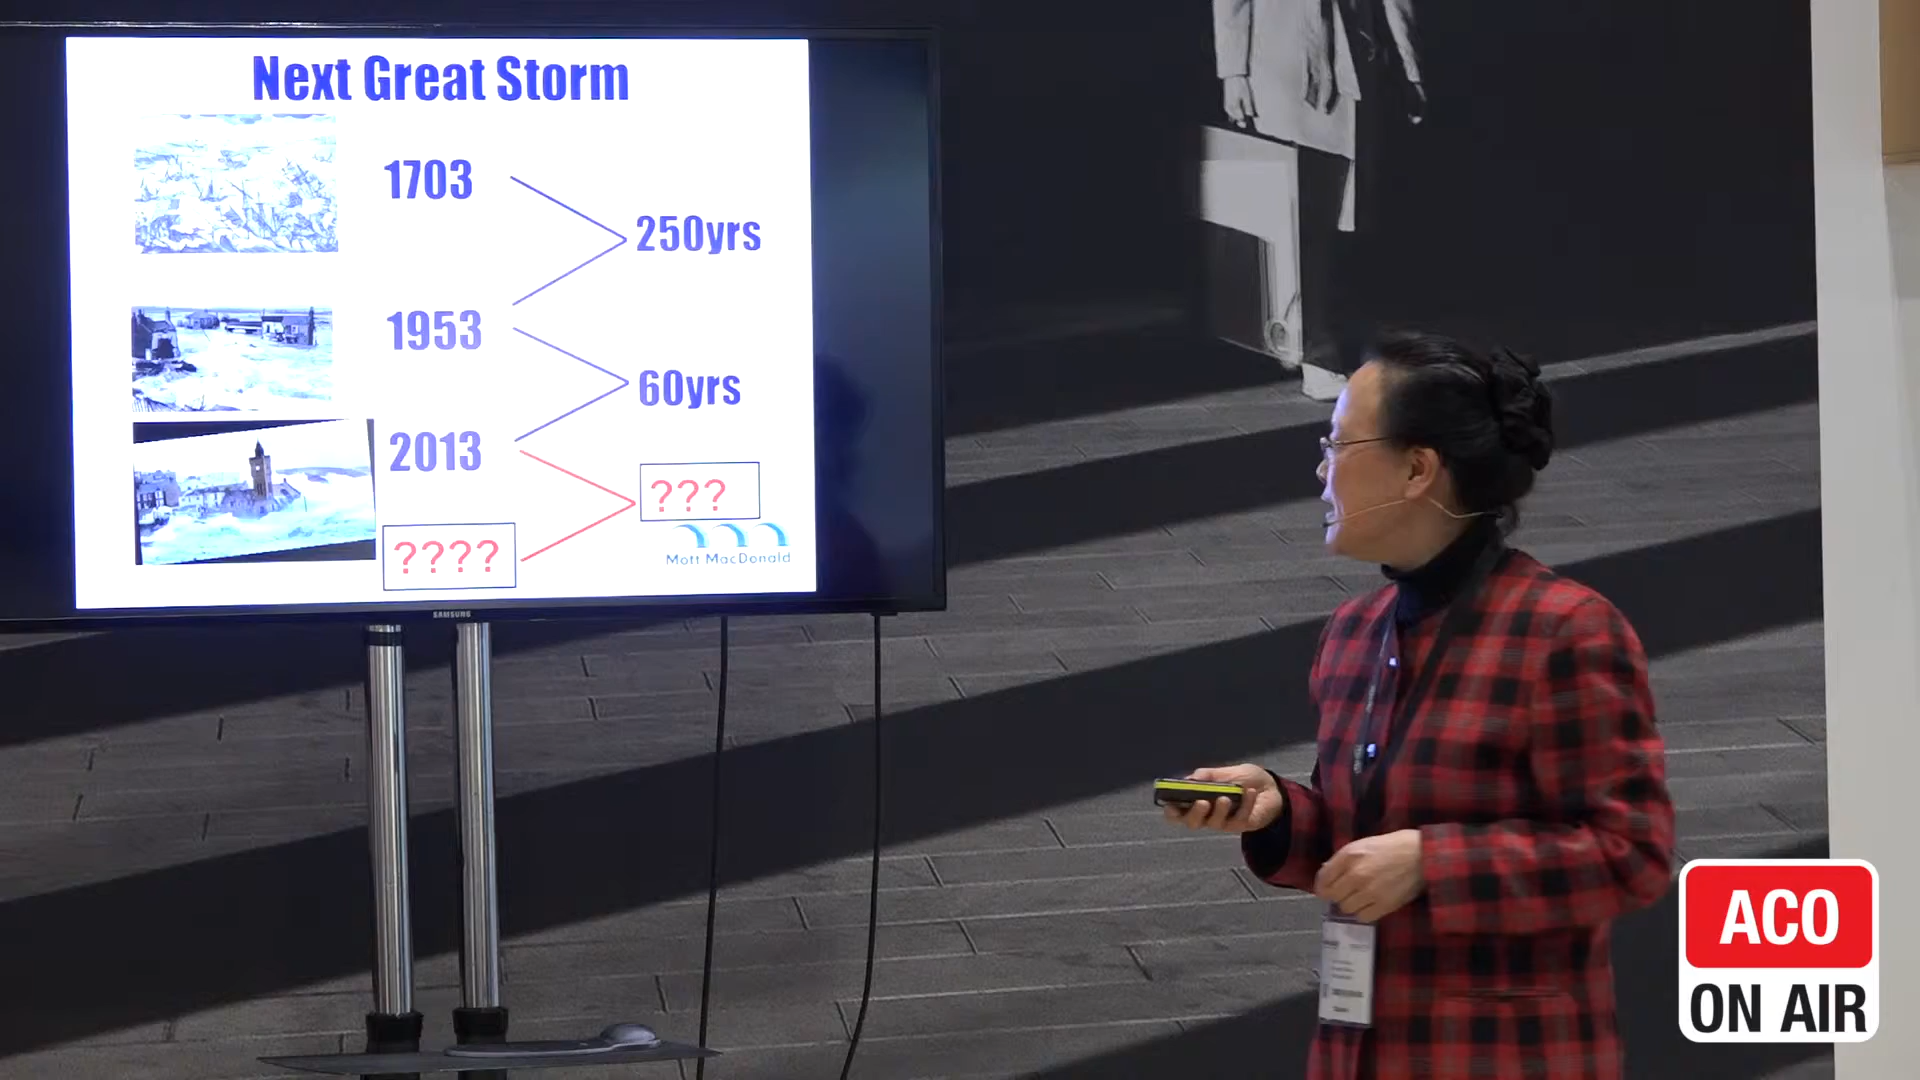 Next Great Storm
1703
250yrs
1953
60yrs
2013
???
????
Mott MacDonald
SAMSUNG
ACO
ON AIR